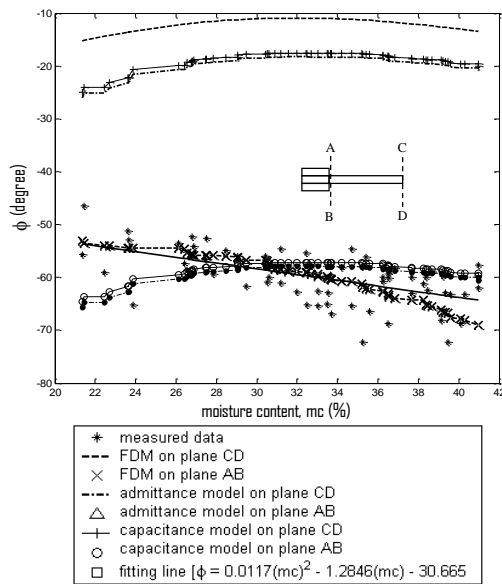 -10
-20
-30
-40
-50
-60
-70
-80
ϕ (degree)
A
C
B
D
20 22 24 26 28 30 32 34 36 38 40 42
moisture content, mc (%)
measured data
FDM on plane CD
FDM on plane AB
admittance model on plane CD
admittance model on plane AB
capacitance model on plane CD
capacitance model on plane AB
fitting line [ϕ = 0.0117(mc)² - 1.2846(mc) - 30.665